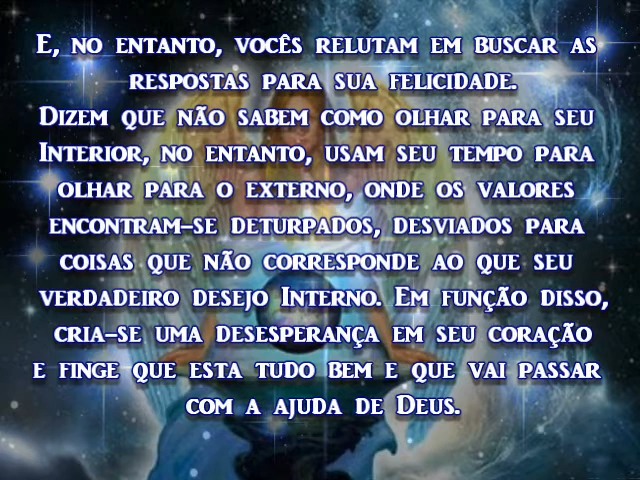 E, no entanto, vocês relutam em buscar as
respostas para sua felicidade.
Dizem que não sabem como olhar para seu
Interior, no entanto, usam seu tempo para
olhar para o externo, onde os valores
encontram-se deturpados, desviados para
coisas que não corresponde ao que seu
verdadeiro desejo Interno. Em função disso,
cria-se uma desesperança em seu coração
e finge que esta tudo bem e que vai passar
com a ajuda de Deus.